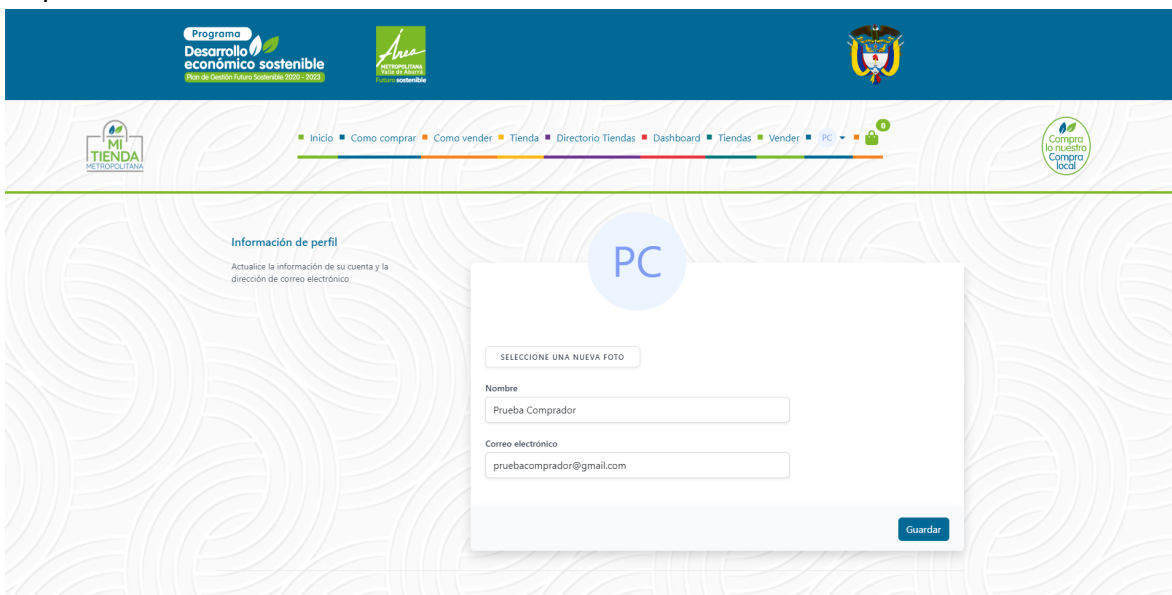 Programa
Desarrollo
económico sostenible
Plan de Gestión Futuro Sostenible 2020 - 2023
Área
METROPOLITANA
Valle de Aburrá
Futuro sostenible
MI
TIENDA
METROPOLITANA
Inicio Como comprar Como vender Tienda Directorio Tiendas Dashboard Tiendas Vender PC 0
Compra
lo nuestro
Compra
local
Información de perfil
Actualice la información de su cuenta y la
dirección de correo electrónico
PC
SELECCIONE UNA NUEVA FOTO
Nombre
Prueba Comprador
Correo electrónico
pruebacomprador@gmail.com
Guardar